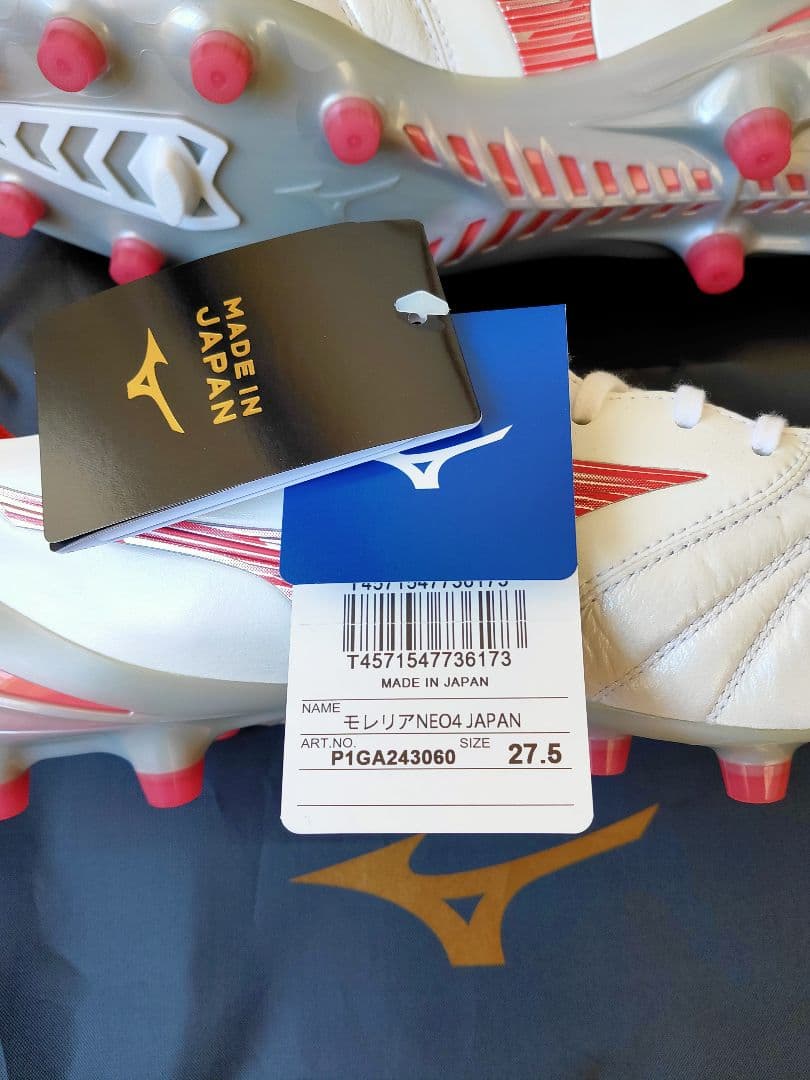 MADE IN
JAPAN
T4571547736173
T4571547736173
MADE IN JAPAN
NAME
モレリアNEO4 JAPAN
ART.NO. P1GA243060 SIZE 27.5